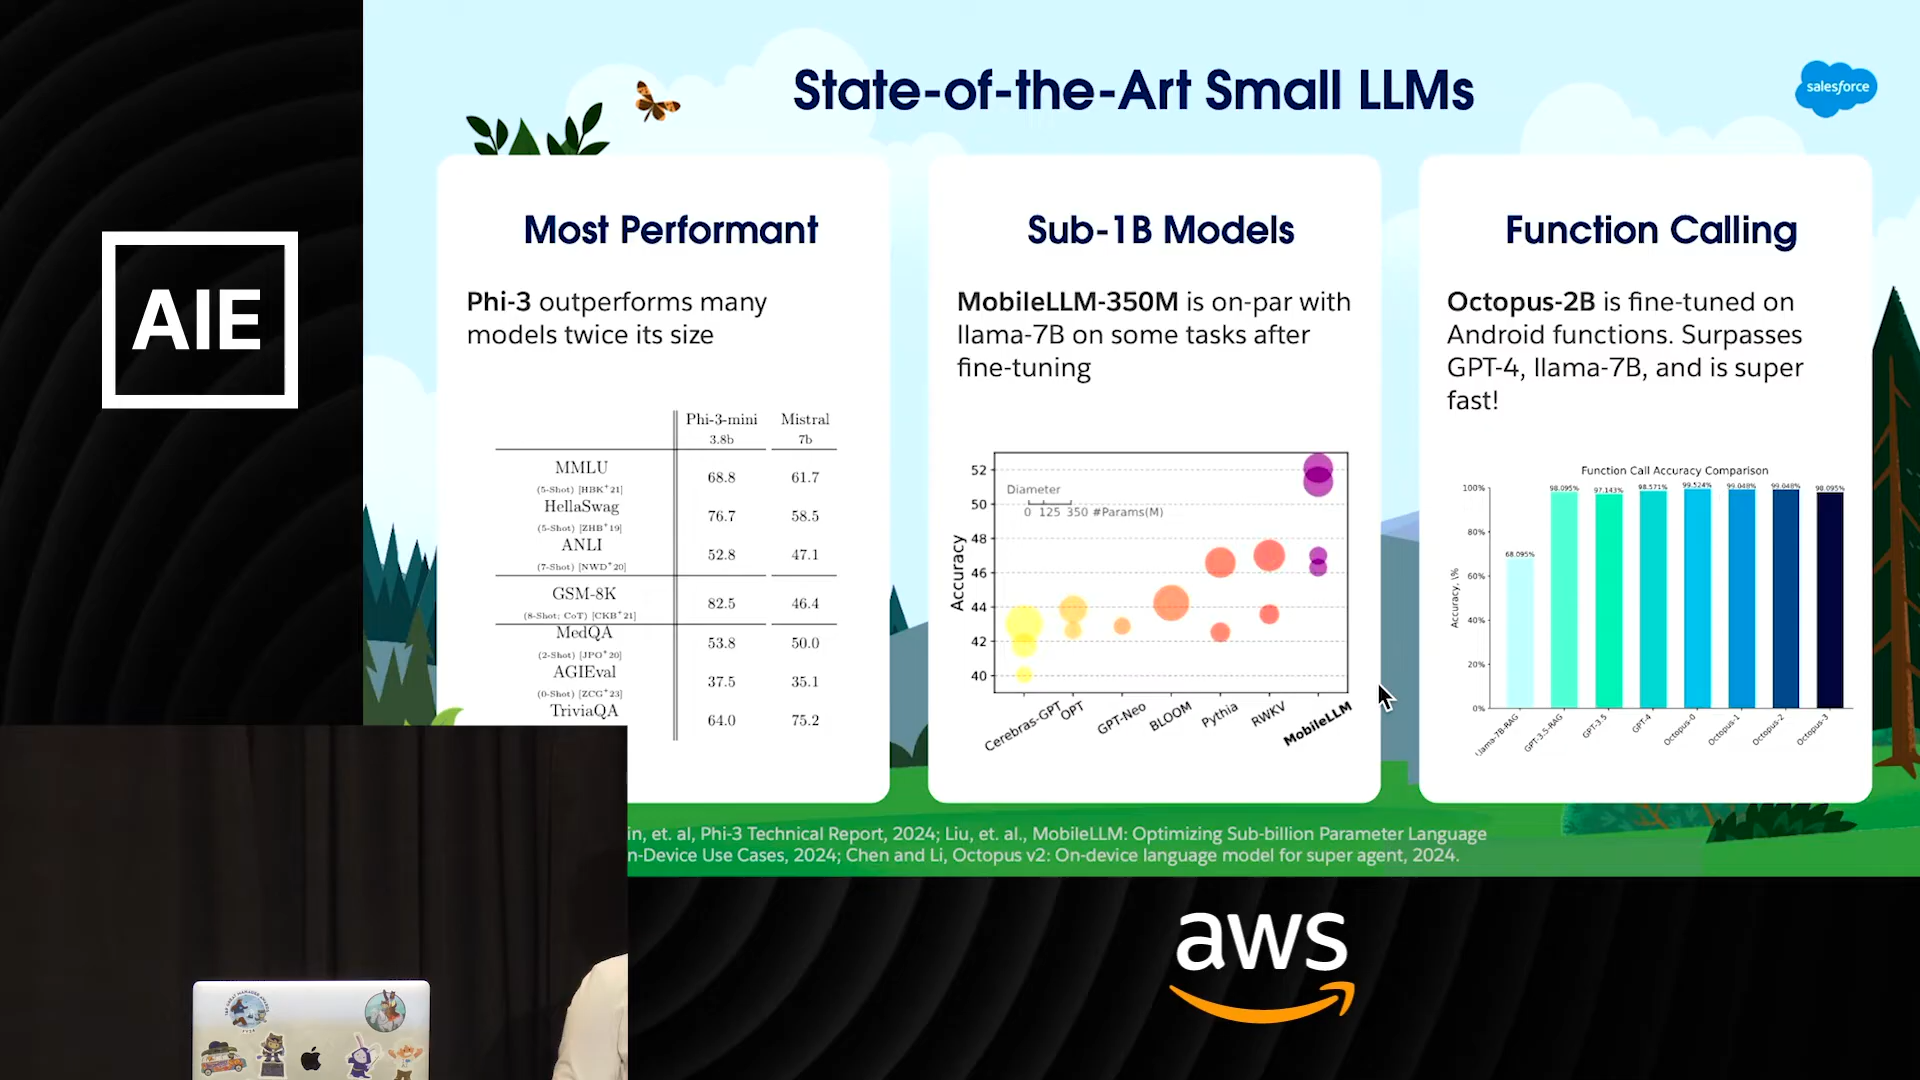 AIE
State-of-the-Art Small LLMs
salesforce
Most Performant
Phi-3 outperforms many
models twice its size
Phi-3-mini Mistral
3.8b 7b
MMLU
(5-Shot) [HBK+21]
68.8 61.7
HellaSwag
(5-Shot) [ZHB+19]
76.7 58.5
ANLI
(7-Shot) [NWD+20]
52.8 47.1
GSM-8K
(8-Shot; CoT) [CKB+21]
82.5 46.4
MedQA
(2-Shot) [JPO+20]
53.8 50.0
AGIEval
(0-Shot) [ZCG+23]
37.5 35.1
TriviaQA
64.0 75.2
Sub-1B Models
MobileLLM-350M is on-par with
llama-7B on some tasks after
fine-tuning
52
50
48
46
44
42
40
Accuracy
Diameter
0 125 350 #Params(M)
Cerebras-GPT
OPT
GPT-Neo
BLOOM
Pythia
RWKV
MobileLLM
Function Calling
Octopus-2B is fine-tuned on
Android functions. Surpasses
GPT-4, llama-7B, and is super
fast!
Function Call Accuracy Comparison
100%
80%
60%
40%
20%
0%
Accuracy, \%
68.095%
98.095%
97.143%
98.571%
99.524%
99.048%
99.048%
98.095%
Llama-7B-RAG
GPT-3.5-RAG
GPT-3.5
GPT-4
Octopus-0
Octopus-1
Octopus-2
Octopus-3
in, et. al, Phi-3 Technical Report, 2024; Liu, et. al., MobileLLM: Optimizing Sub-billion Parameter Language
n-Device Use Cases, 2024; Chen and Li, Octopus v2: On-device language model for super agent, 2024.
aws